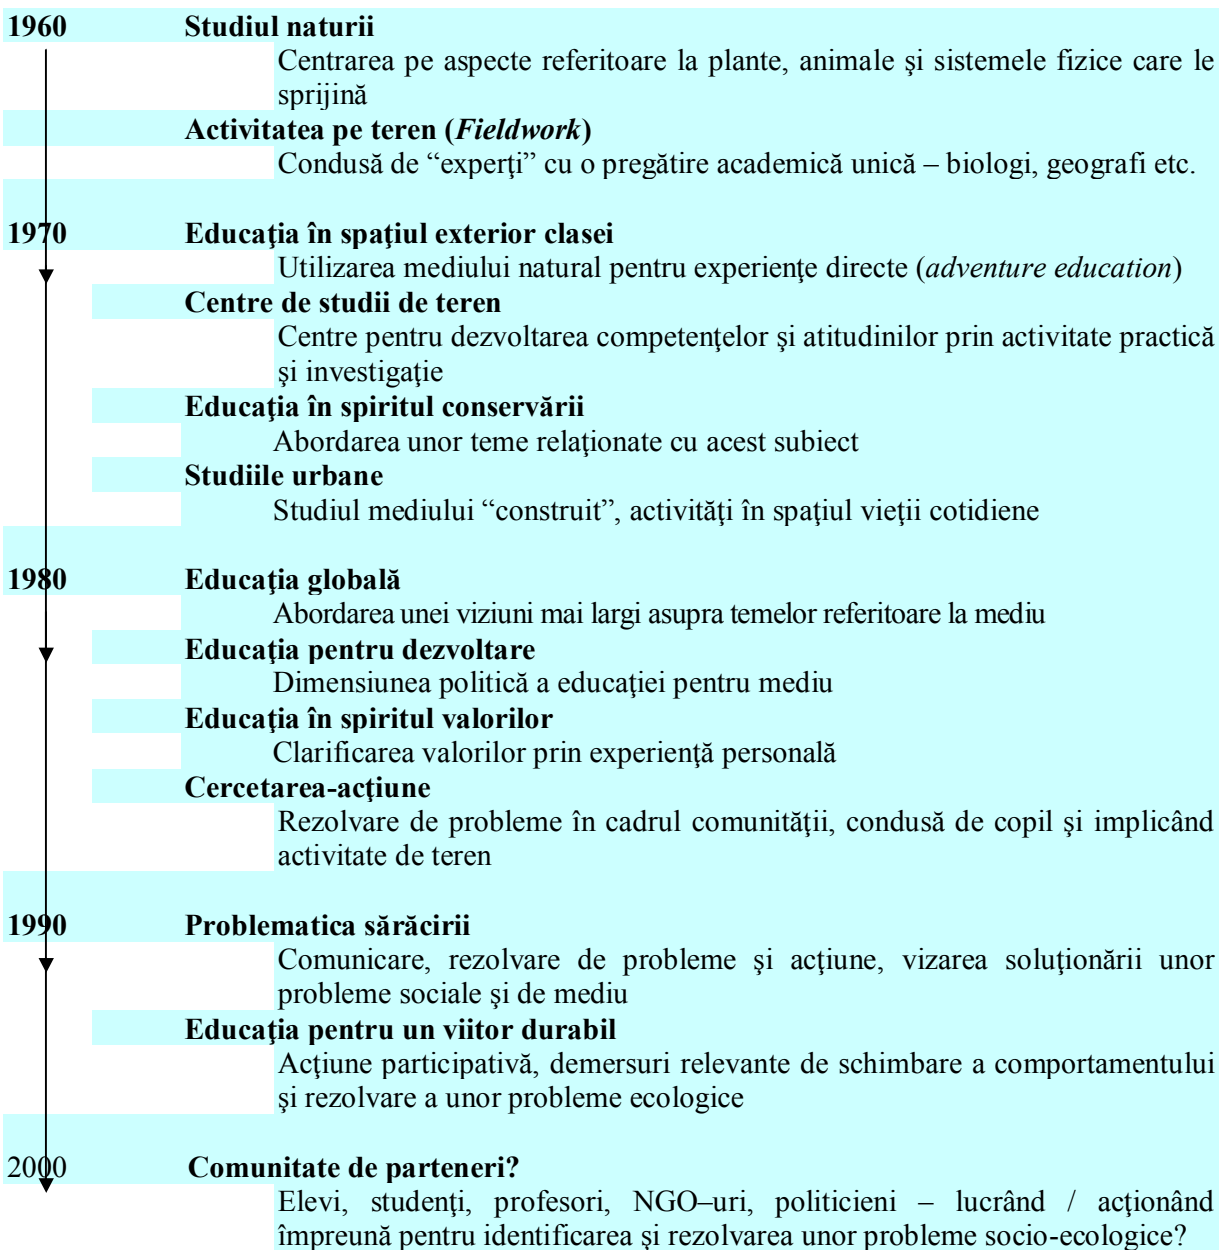 1960 Studiul naturii
Centrarea pe aspecte referitoare la plante, animale şi sistemele fizice care le
sprijină
Activitatea pe teren (Fieldwork)
Condusă de “experţi” cu o pregătire academică unică – biologi, geografi etc.
1970 Educaţia în spaţiul exterior clasei
Utilizarea mediului natural pentru experienţe directe (adventure education)
Centre de studii de teren
Centre pentru dezvoltarea competenţelor şi atitudinilor prin activitate practică
şi investigaţie
Educaţia în spiritul conservării
Abordarea unor teme relaţionate cu acest subiect
Studiile urbane
Studiul mediului “construit”, activităţi în spaţiul vieţii cotidiene
1980 Educaţia globală
Abordarea unei viziuni mai largi asupra temelor referitoare la mediu
Educaţia pentru dezvoltare
Dimensiunea politică a educaţiei pentru mediu
Educaţia în spiritul valorilor
Clarificarea valorilor prin experienţă personală
Cercetarea-acţiune
Rezolvare de probleme în cadrul comunităţii, condusă de copil şi implicând
activitate de teren
1990 Problematica sărăcirii
Comunicare, rezolvare de probleme şi acţiune, vizarea soluţionării unor
probleme sociale şi de mediu
Educaţia pentru un viitor durabil
Acţiune participativă, demersuri relevante de schimbare a comportamentului
şi rezolvare a unor probleme ecologice
2000 Comunitate de parteneri?
Elevi, studenţi, profesori, NGO–uri, politicieni – lucrând / acţionând
împreună pentru identificarea şi rezolvarea unor probleme socio-ecologice?